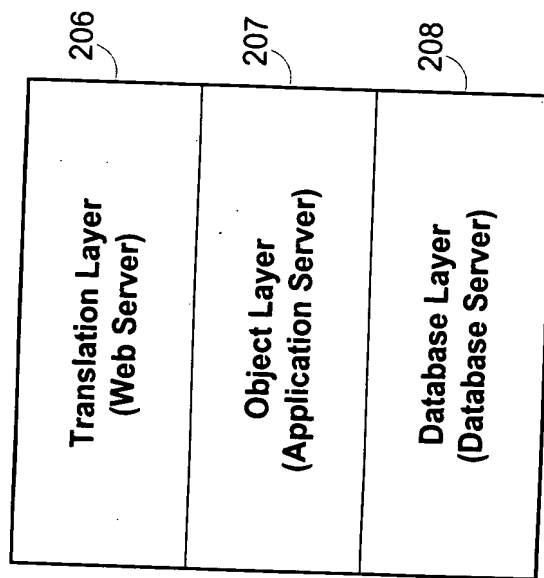 206
Translation Layer
(Web Server)
207
Object Layer
(Application Server)
208
Database Layer
(Database Server)